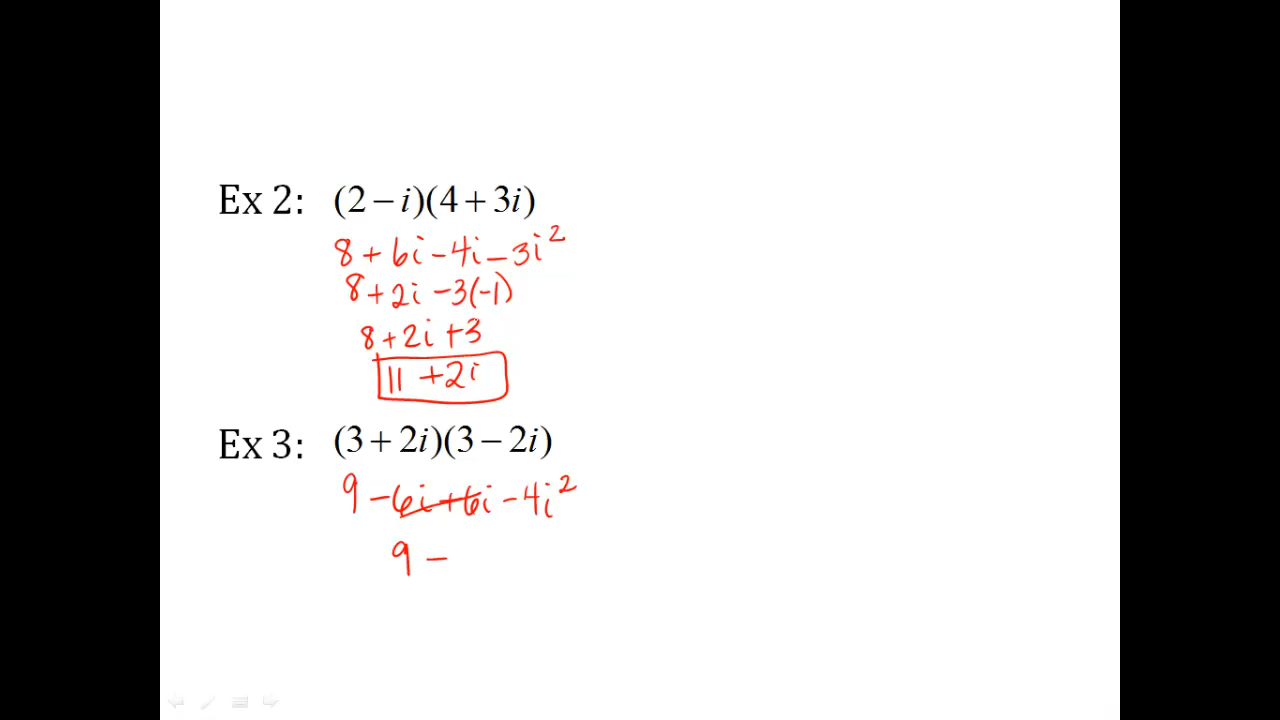 Ex 2: (2 − i)(4 + 3i)
8 + 6i − 4i − 3i²
8 + 2i − 3(−1)
8 + 2i + 3
11 + 2i
Ex 3: (3 + 2i)(3 − 2i)
9 − 6i + 6i − 4i²
9 −